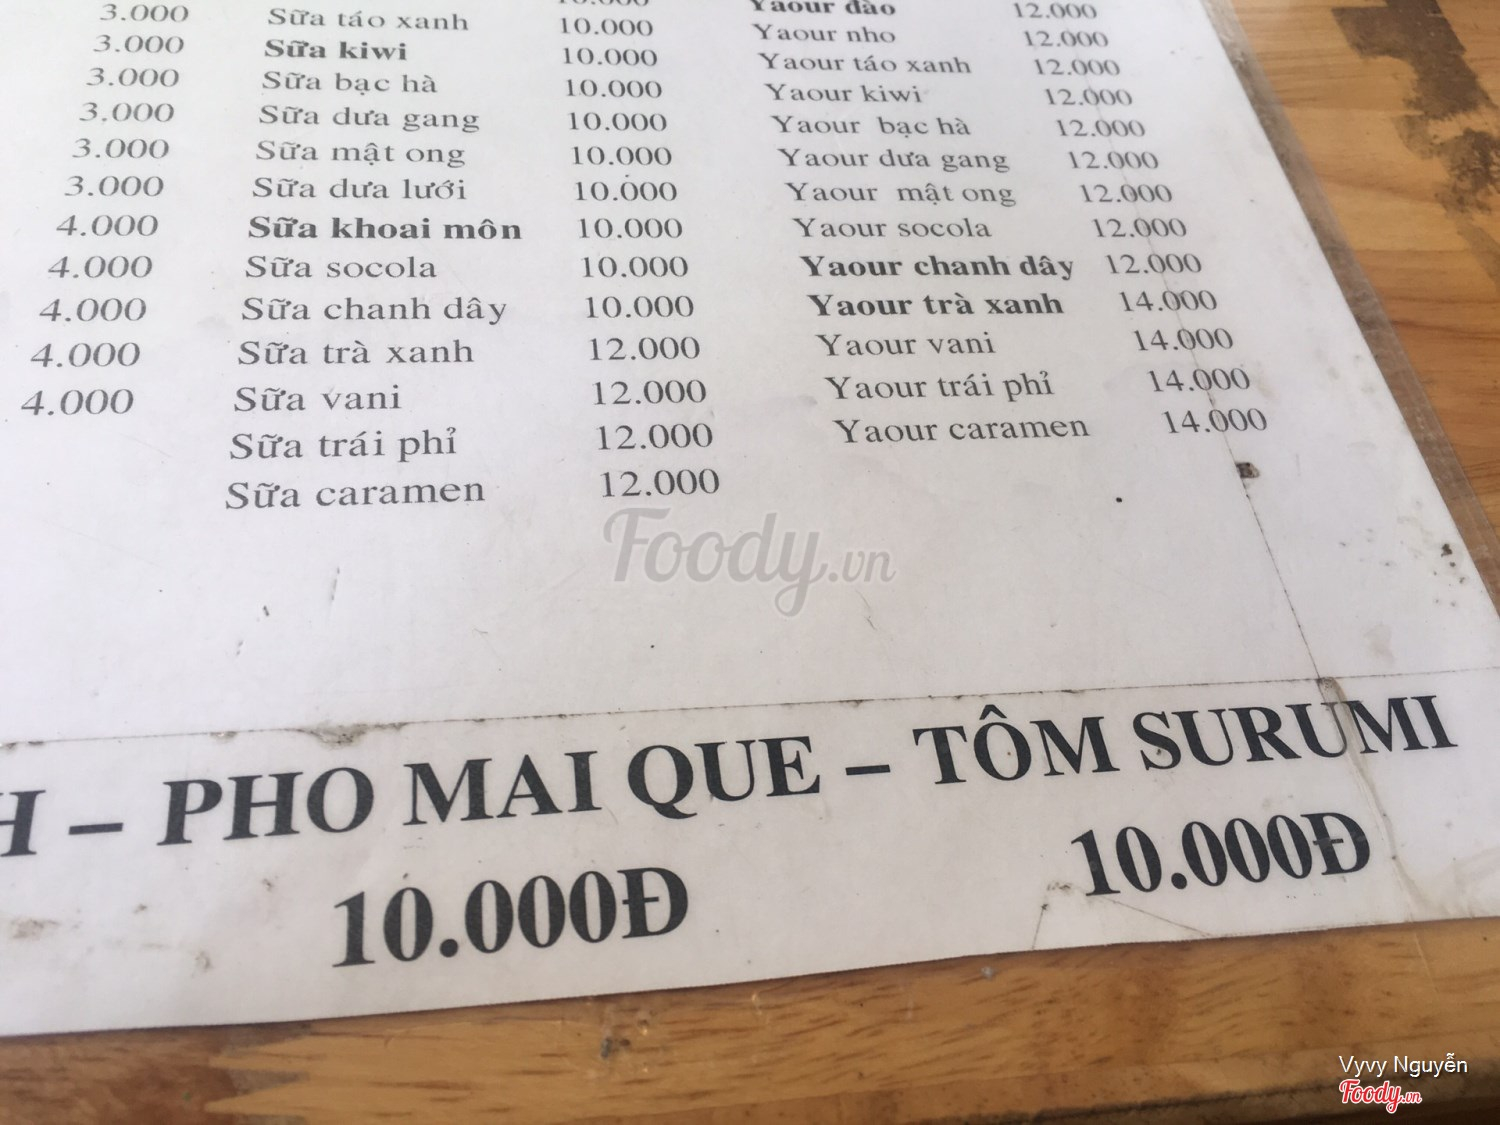 10.000 Yaour đào 12.000
3.000 Sữa táo xanh 10.000 Yaour nho 12.000
3.000 Sữa kiwi 10.000 Yaour táo xanh 12.000
3.000 Sữa bạc hà 10.000 Yaour kiwi 12.000
3.000 Sữa dưa gang 10.000 Yaour bạc hà 12.000
3.000 Sữa mật ong 10.000 Yaour dưa gang 12.000
3.000 Sữa dưa lưới 10.000 Yaour mật ong 12.000
4.000 Sữa khoai môn 10.000 Yaour socola 12.000
4.000 Sữa socola 10.000 Yaour chanh dây 12.000
4.000 Sữa chanh dây 10.000 Yaour trà xanh 14.000
4.000 Sữa trà xanh 12.000 Yaour vani 14.000
4.000 Sữa vani 12.000 Yaour trái phỉ 14.000
Sữa trái phỉ 12.000 Yaour caramen 14.000
Sữa caramen 12.000
Foody.vn
H – PHO MAI QUE – TÔM SURUMI
10.000Đ 10.000Đ
Vyvy Nguyễn
Foody.vn